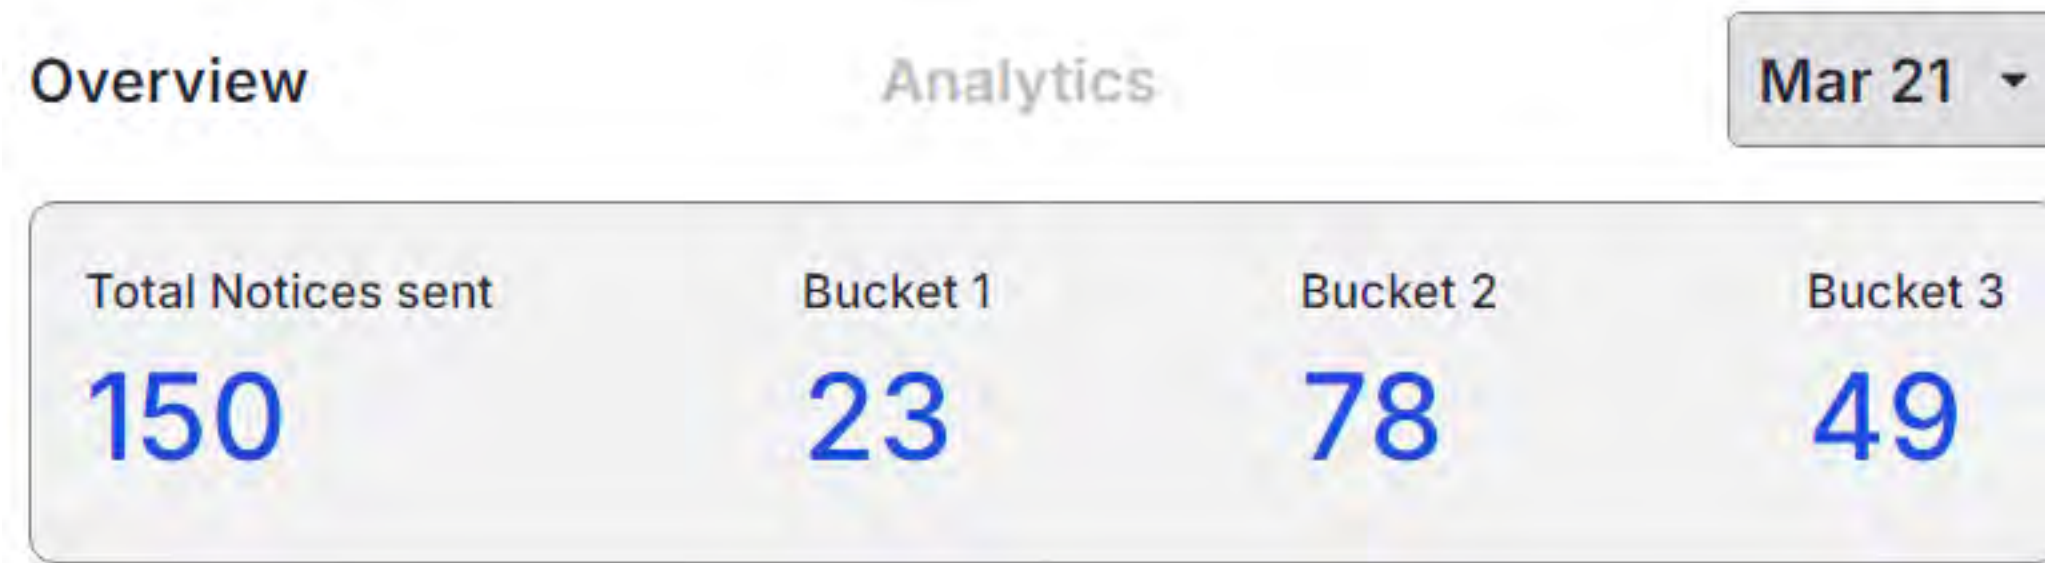 Overview Analytics Mar 21
Total Notices sent Bucket 1 Bucket 2 Bucket 3
150 23 78 49